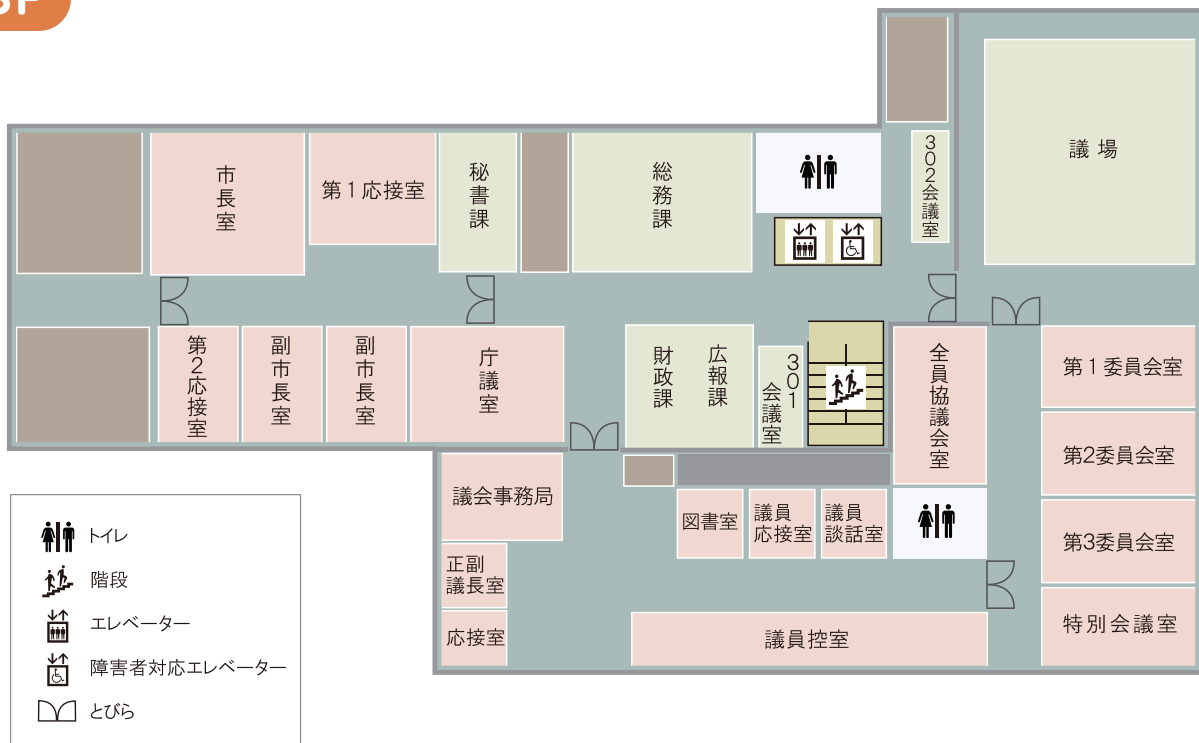 3F
市長室
第1応接室
秘書課
総務課
302会議室
議場
第2応接室
副市長室
副市長室
庁議室
財政課
広報課
301
会議室
全員協議会室
第1委員会室
第2委員会室
第3委員会室
特別会議室
議会事務局
正副
議長室
応接室
図書室
議員
応接室
議員
談話室
議員控室
トイレ
階段
エレベーター
障害者対応エレベーター
とびら